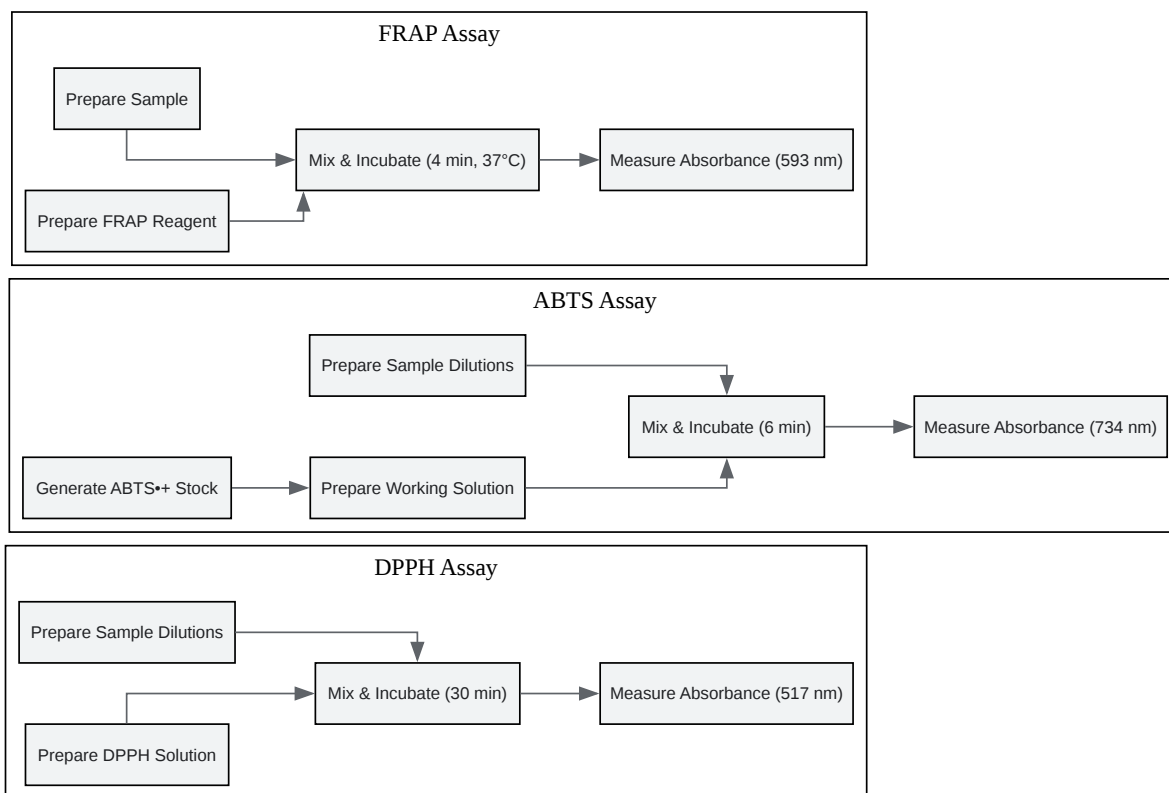 FRAP Assay
Prepare Sample
Mix & Incubate (4 min, 37°C)
Measure Absorbance (593 nm)
Prepare FRAP Reagent
ABTS Assay
Prepare Sample Dilutions
Mix & Incubate (6 min)
Measure Absorbance (734 nm)
Generate ABTS•+ Stock
Prepare Working Solution
DPPH Assay
Prepare Sample Dilutions
Mix & Incubate (30 min)
Measure Absorbance (517 nm)
Prepare DPPH Solution